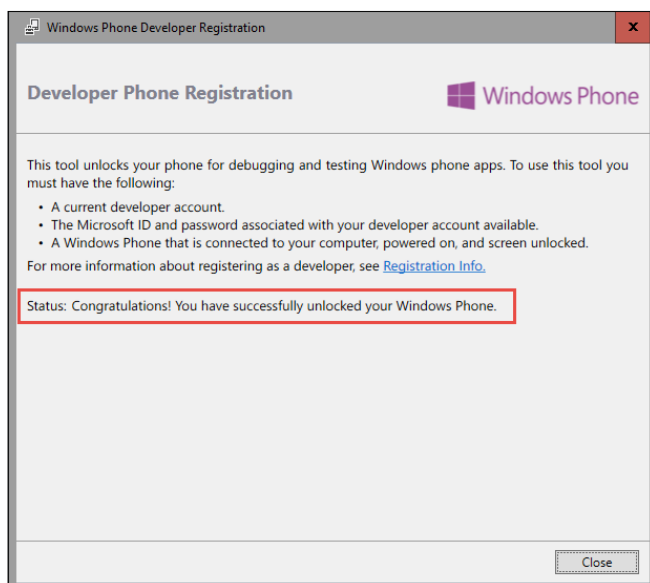 Windows Phone Developer Registration
x
Developer Phone Registration
Windows Phone
This tool unlocks your phone for debugging and testing Windows phone apps. To use this tool you
must have the following:
• A current developer account.
• The Microsoft ID and password associated with your developer account available.
• A Windows Phone that is connected to your computer, powered on, and screen unlocked.
For more information about registering as a developer, see Registration Info.
Status: Congratulations! You have successfully unlocked your Windows Phone.
Close